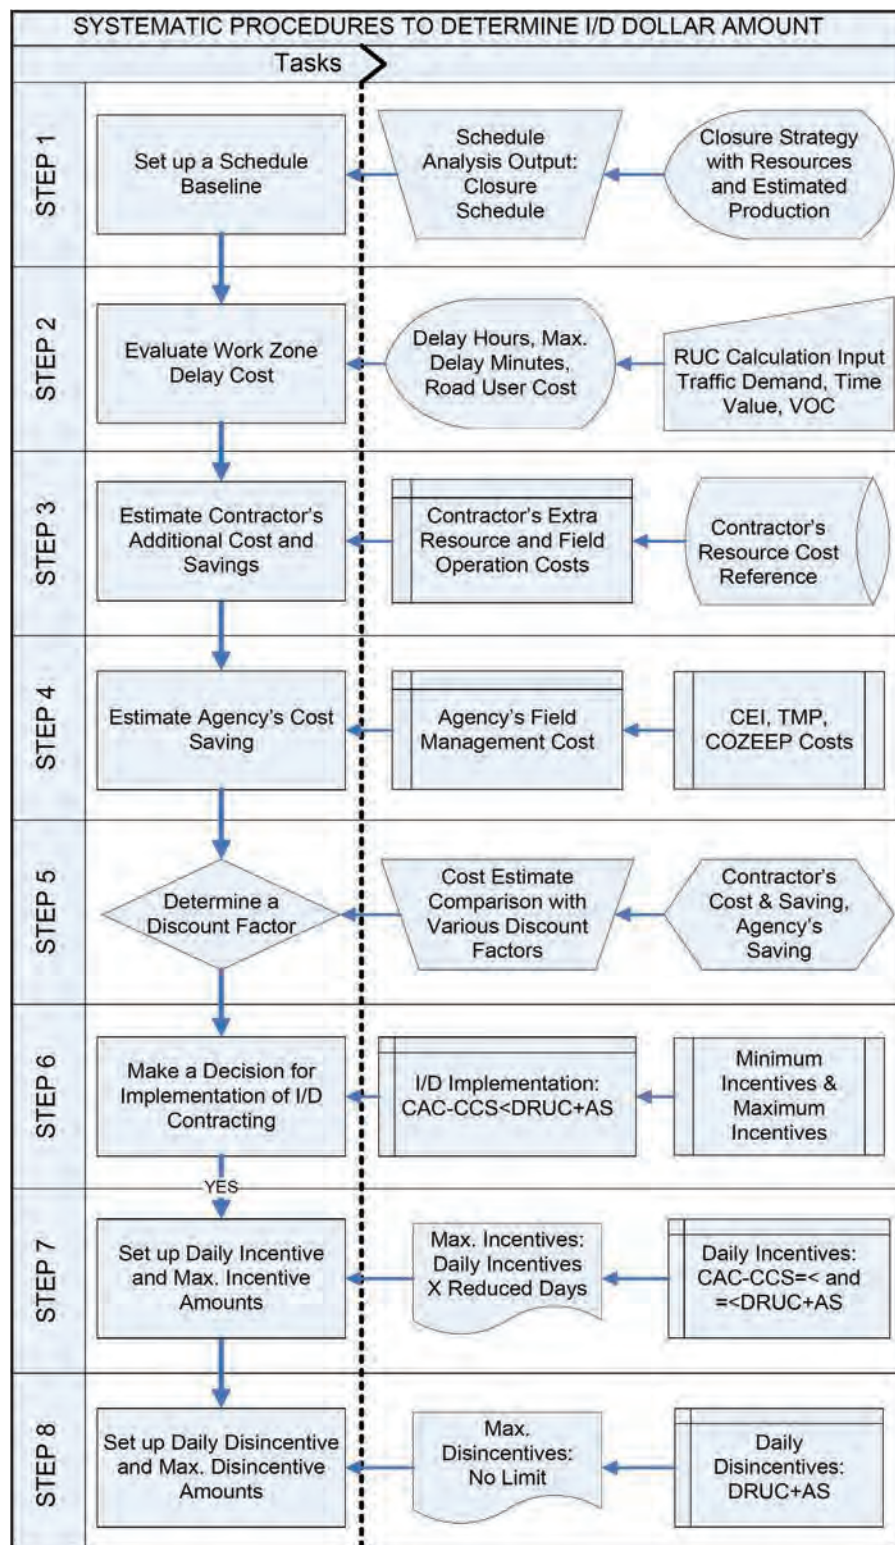 SYSTEMATIC PROCEDURES TO DETERMINE I/D DOLLAR AMOUNT
Tasks
STEP 1
Set up a Schedule
Baseline
Schedule
Analysis Output:
Closure
Schedule
Closure Strategy
with Resources
and Estimated
Production
STEP 2
Evaluate Work Zone
Delay Cost
Delay Hours, Max.
Delay Minutes,
Road User Cost
RUC Calculation Input
Traffic Demand, Time
Value, VOC
STEP 3
Estimate Contractor's
Additional Cost and
Savings
Contractor's Extra
Resource and Field
Operation Costs
Contractor's
Resource Cost
Reference
STEP 4
Estimate Agency's Cost
Saving
Agency's Field
Management Cost
CEI, TMP,
COZEEP Costs
STEP 5
Determine a
Discount Factor
Cost Estimate
Comparison with
Various Discount
Factors
Contractor's
Cost & Saving,
Agency's
Saving
STEP 6
Make a Decision for
Implementation of I/D
Contracting
I/D Implementation:
CAC-CCS<DRUC+AS
Minimum
Incentives &
Maximum
Incentives
YES
STEP 7
Set up Daily Incentive
and Max. Incentive
Amounts
Max. Incentives:
Daily Incentives
X Reduced Days
Daily Incentives:
CAC-CCS=< and
=<DRUC+AS
STEP 8
Set up Daily Disincentive
and Max. Disincentive
Amounts
Max.
Disincentives:
No Limit
Daily
Disincentives:
DRUC+AS